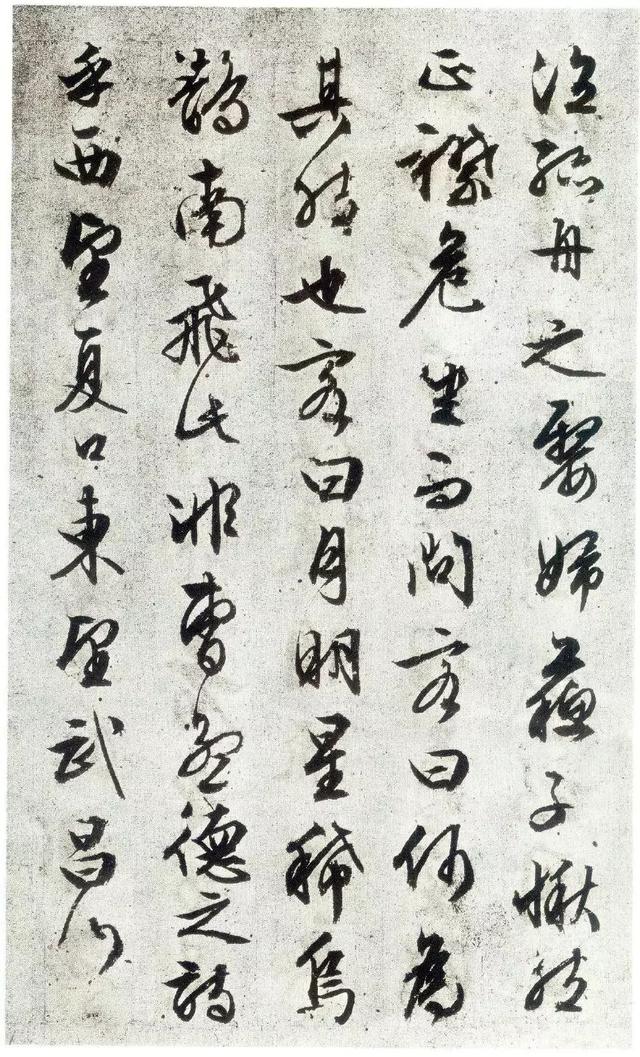 泣孤舟之嫠婦蘇子愀然
正襟危坐而問客曰何為
其然也客曰月明星稀烏
鵲南飛此非曹孟德之詩
乎西望夏口東望武昌山